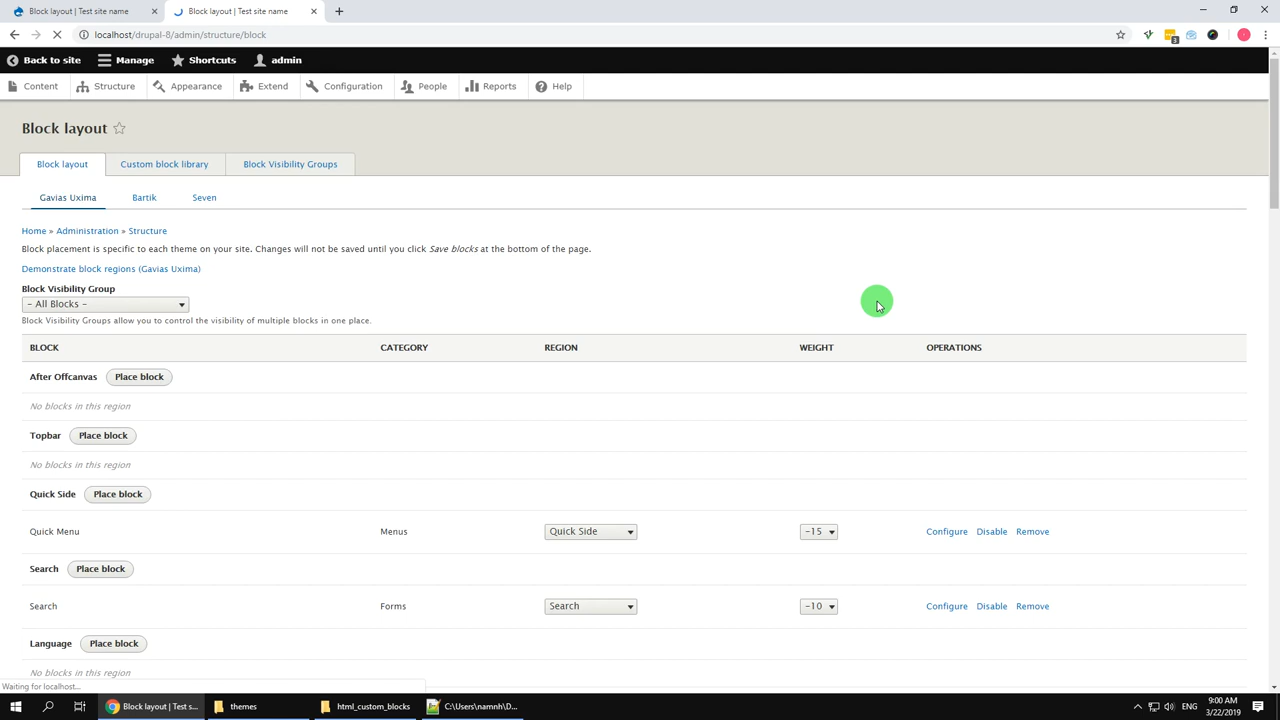 Block layout | Test site name
Block layout | Test site name
localhost/drupal-8/admin/structure/block
3
Back to site
Manage
Shortcuts
admin
Content
Structure
Appearance
Extend
Configuration
People
Reports
Help
Block layout
Block layout
Custom block library
Block Visibility Groups
Gavias Uxima
Bartik
Seven
Home » Administration » Structure
Block placement is specific to each theme on your site. Changes will not be saved until you click Save blocks at the bottom of the page.
Demonstrate block regions (Gavias Uxima)
Block Visibility Group
- All Blocks -
Block Visibility Groups allow you to control the visibility of multiple blocks in one place.
BLOCK CATEGORY REGION WEIGHT OPERATIONS
After Offcanvas Place block
No blocks in this region
Topbar Place block
No blocks in this region
Quick Side Place block
Quick Menu Menus Quick Side -15 Configure Disable Remove
Search Place block
Search Forms Search -10 Configure Disable Remove
Language Place block
No blocks in this region
Waiting for localhost...
Block layout | Test s...
themes
html_custom_blocks
C:\Users\namnh\D...
ENG
9:00 AM
3/22/2019